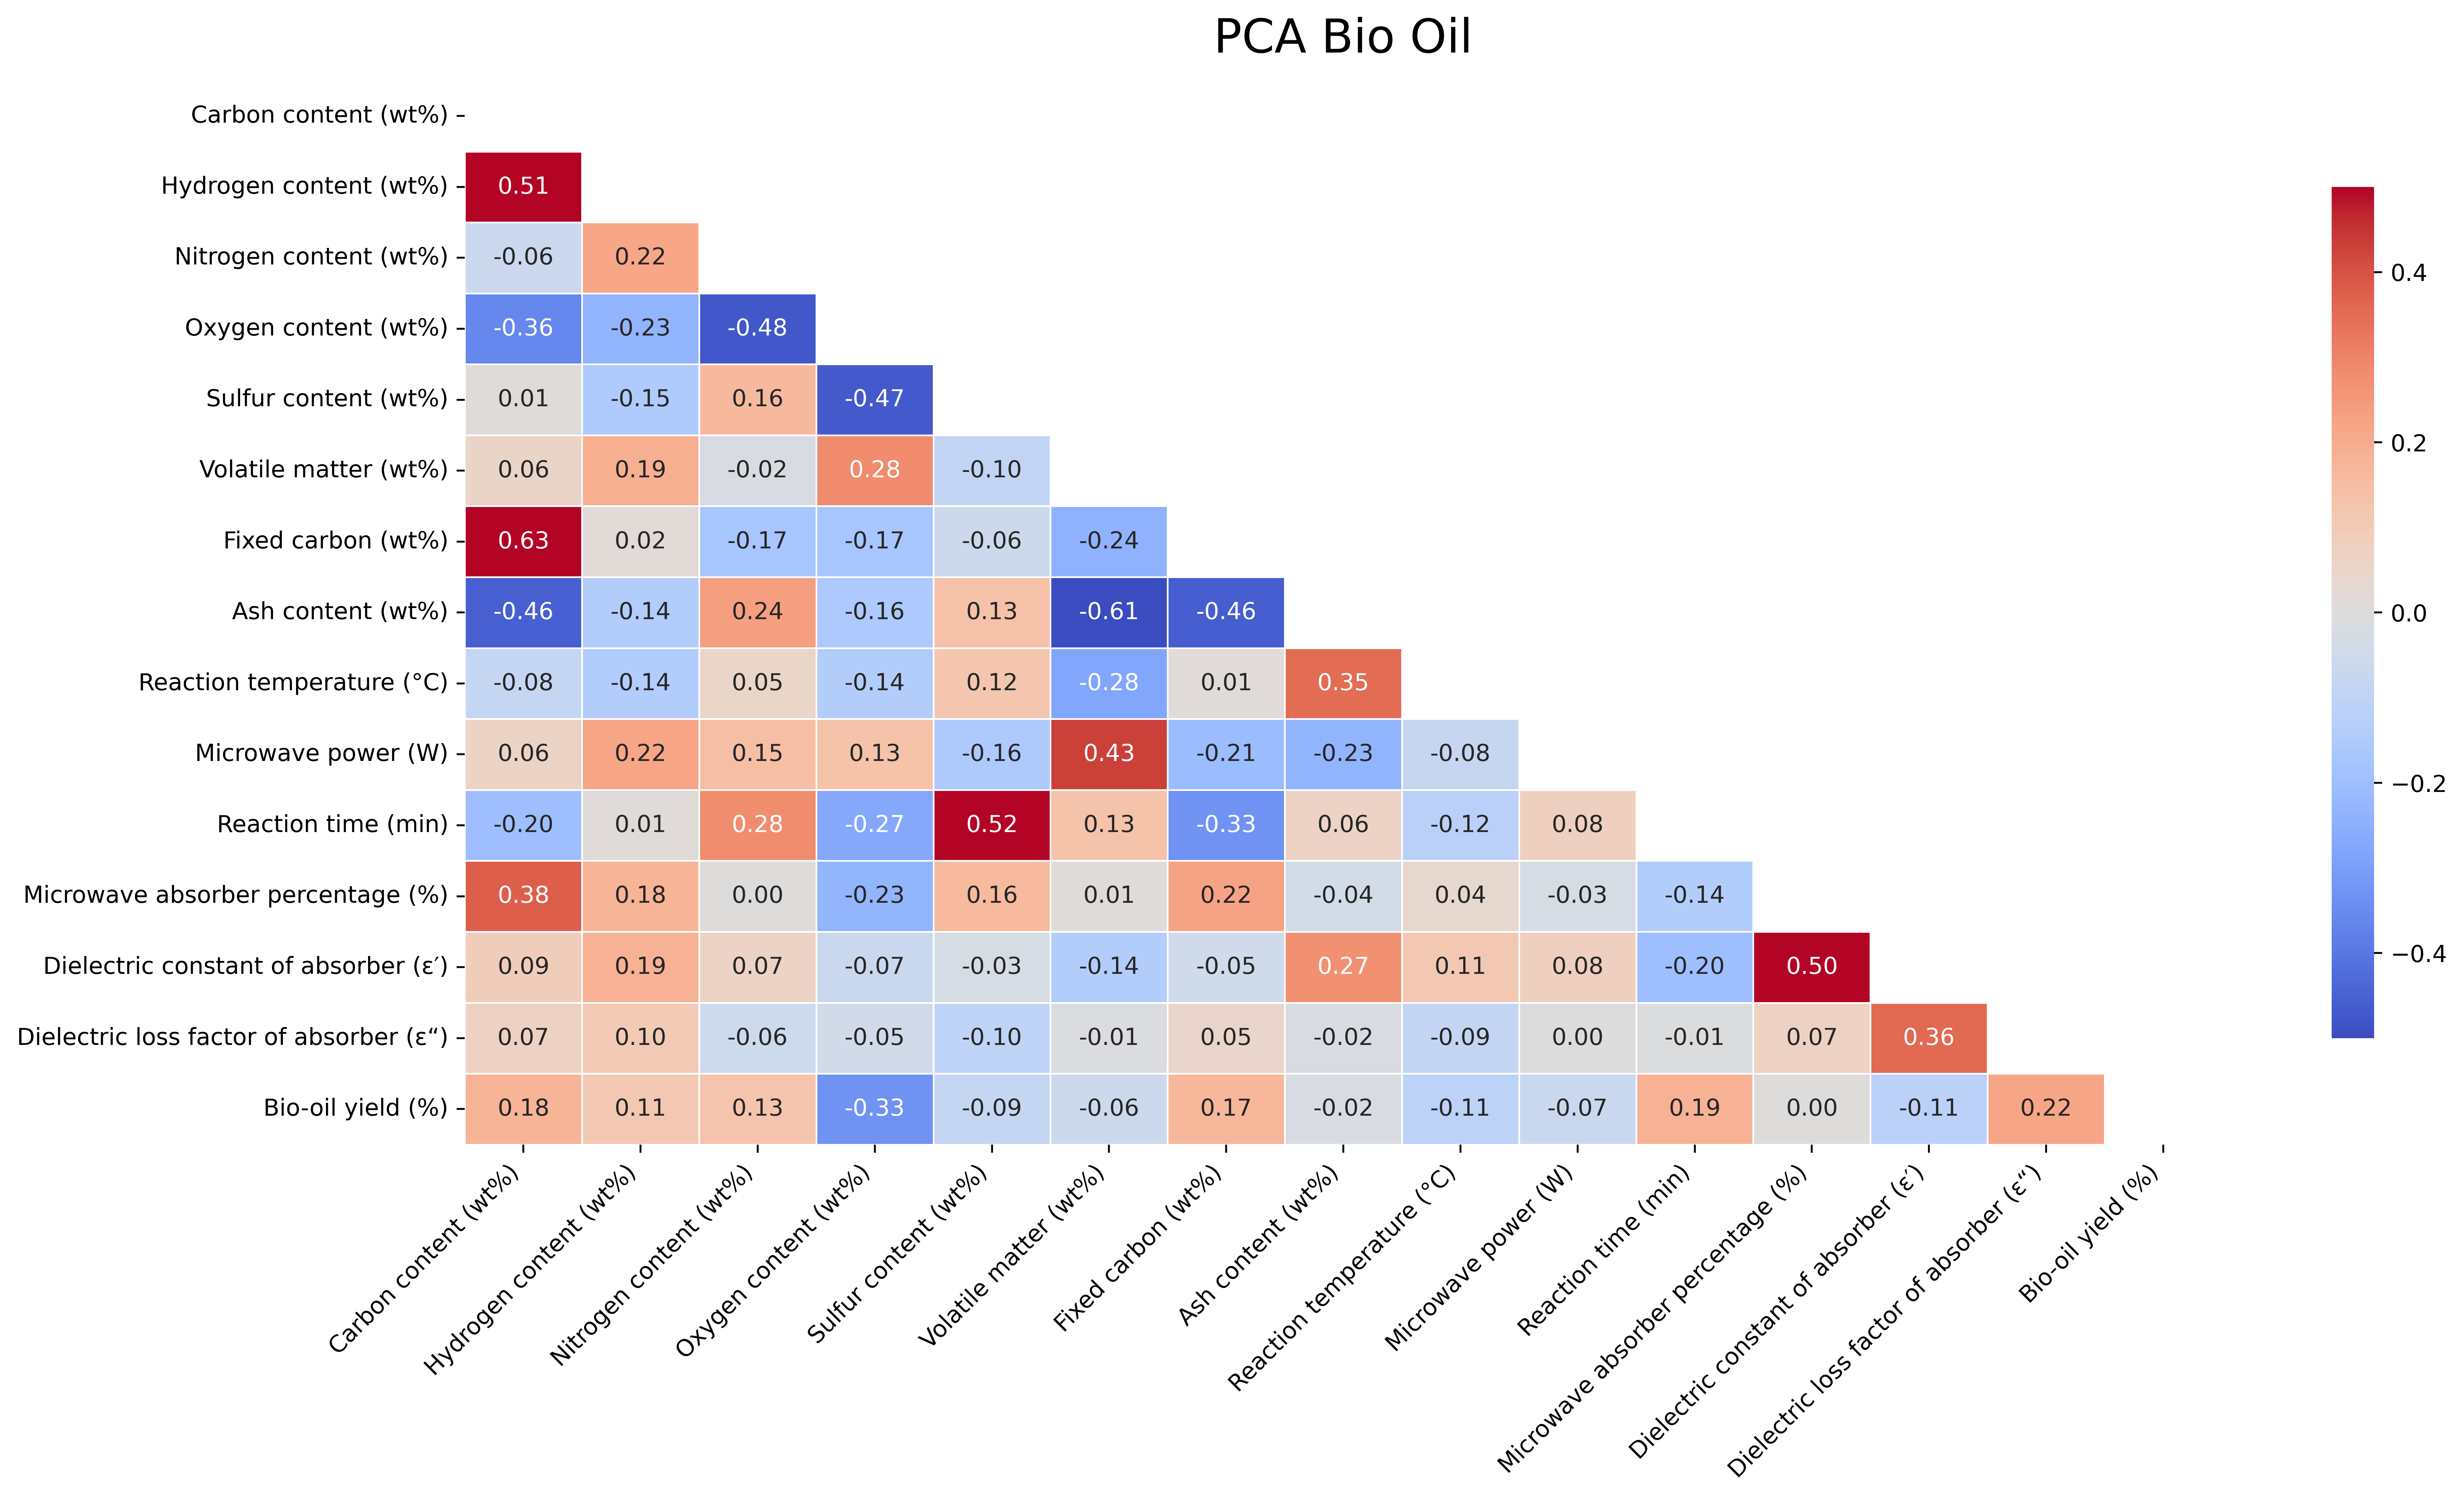 PCA Bio Oil
Carbon content (wt%)
Hydrogen content (wt%) 0.51
Nitrogen content (wt%) -0.06 0.22
Oxygen content (wt%) -0.36 -0.23 -0.48
Sulfur content (wt%) 0.01 -0.15 0.16 -0.47
Volatile matter (wt%) 0.06 0.19 -0.02 0.28 -0.10
Fixed carbon (wt%) 0.63 0.02 -0.17 -0.17 -0.06 -0.24
Ash content (wt%) -0.46 -0.14 0.24 -0.16 0.13 -0.61 -0.46
Reaction temperature (°C) -0.08 -0.14 0.05 -0.14 0.12 -0.28 0.01 0.35
Microwave power (W) 0.06 0.22 0.15 0.13 -0.16 0.43 -0.21 -0.23 -0.08
Reaction time (min) -0.20 0.01 0.28 -0.27 0.52 0.13 -0.33 0.06 -0.12 0.08
Microwave absorber percentage (%) 0.38 0.18 0.00 -0.23 0.16 0.01 0.22 -0.04 0.04 -0.03 -0.14
Dielectric constant of absorber (ε′) 0.09 0.19 0.07 -0.07 -0.03 -0.14 -0.05 0.27 0.11 0.08 -0.20 0.50
Dielectric loss factor of absorber (ε“) 0.07 0.10 -0.06 -0.05 -0.10 -0.01 0.05 -0.02 -0.09 0.00 -0.01 0.07 0.36
Bio-oil yield (%) 0.18 0.11 0.13 -0.33 -0.09 -0.06 0.17 -0.02 -0.11 -0.07 0.19 0.00 -0.11 0.22
Carbon content (wt%)
Hydrogen content (wt%)
Nitrogen content (wt%)
Oxygen content (wt%)
Sulfur content (wt%)
Volatile matter (wt%)
Fixed carbon (wt%)
Ash content (wt%)
Reaction temperature (°C)
Microwave power (W)
Reaction time (min)
Microwave absorber percentage (%)
Dielectric constant of absorber (ε′)
Dielectric loss factor of absorber (ε“)
Bio-oil yield (%)
0.4
0.2
0.0
−0.2
−0.4